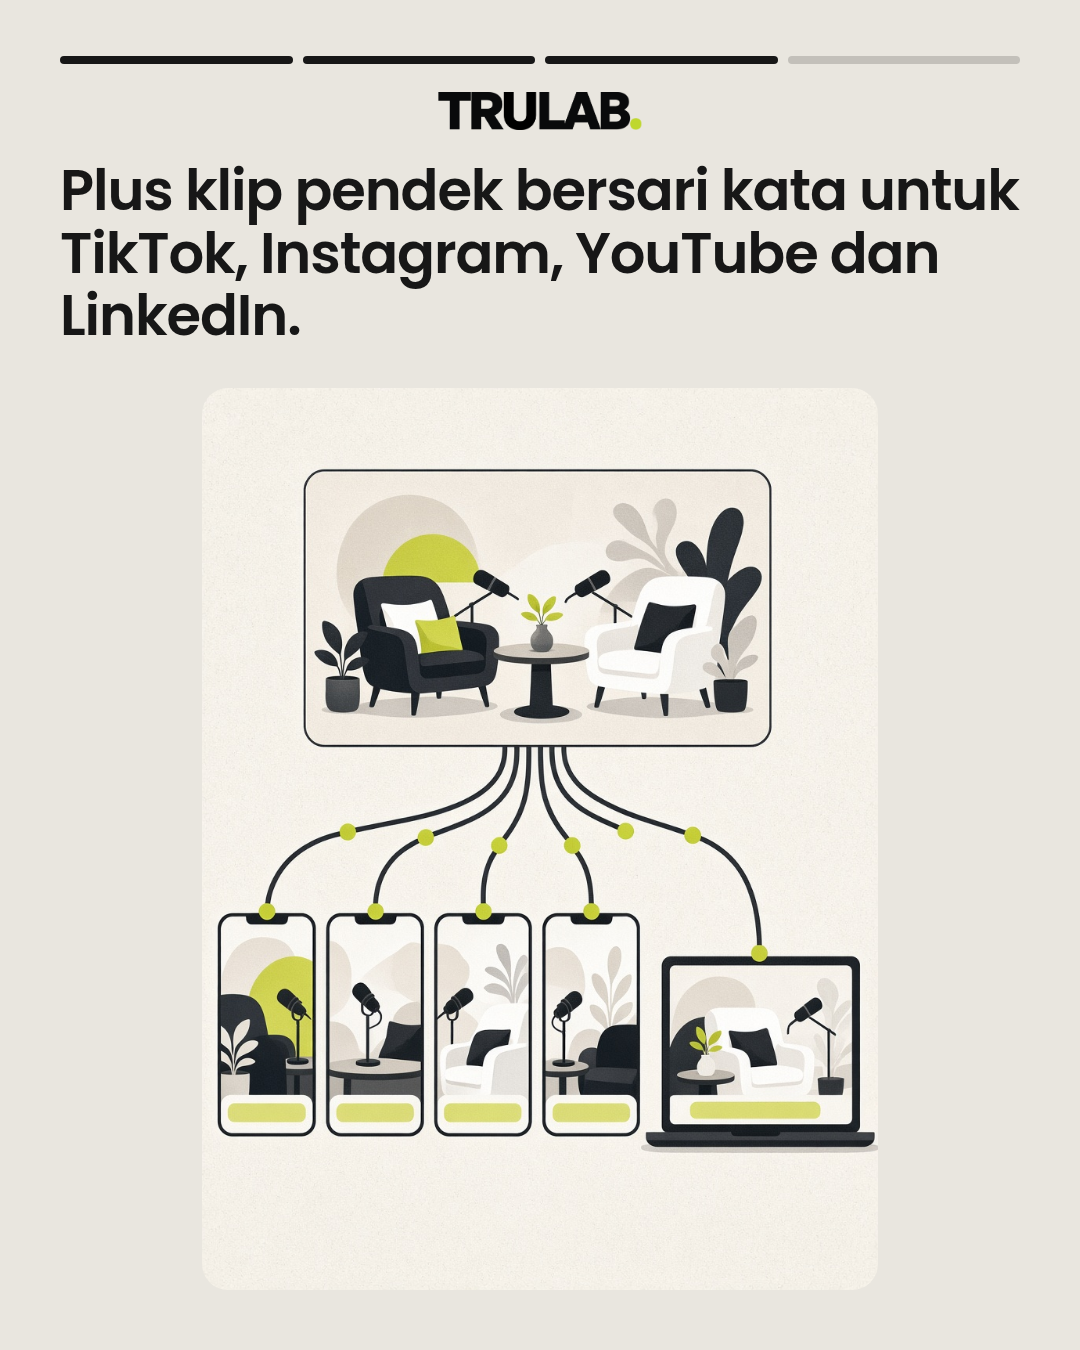 TRULAB.
Plus klip pendek bersari kata untuk
TikTok, Instagram, YouTube dan
LinkedIn.